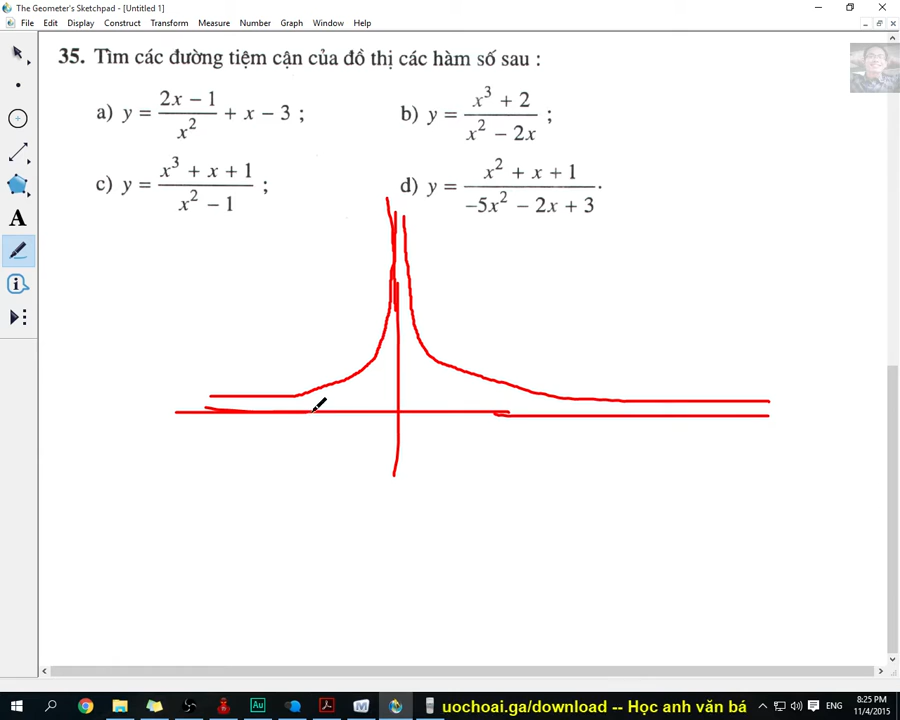 The Geometer's Sketchpad - [Untitled 1]
File Edit Display Construct Transform Measure Number Graph Window Help
35. Tìm các đường tiệm cận của đồ thị các hàm số sau :
a) y = (2x − 1)/x² + x − 3 ; b) y = (x³ + 2)/(x² − 2x) ;
c) y = (x³ + x + 1)/(x² − 1) ; d) y = (x² + x + 1)/(−5x² − 2x + 3).
A
uochoai.ga/download -- Học anh văn bá
ENG
8:25 PM
11/4/2015